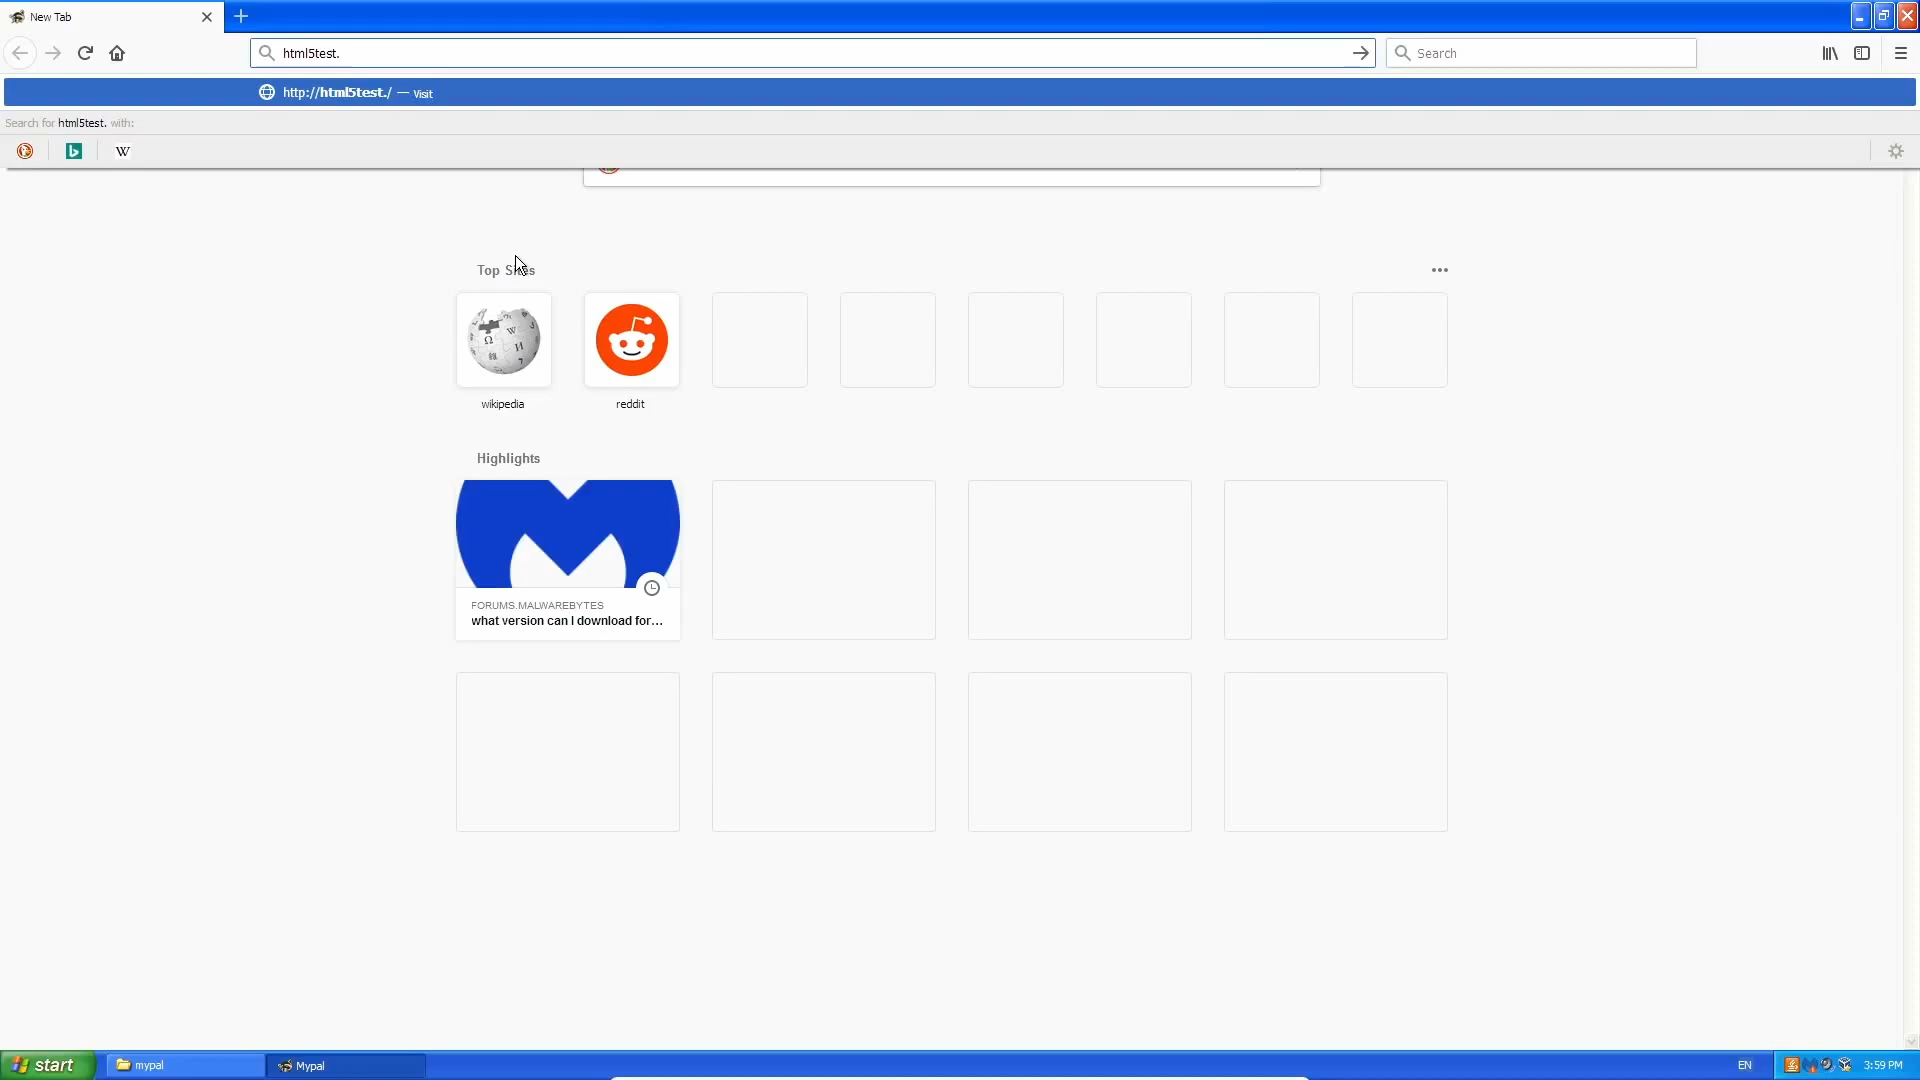 New Tab
html5test.
Search
http://html5test./ — Visit
Search for html5test. with:
W
Top Sites
wikipedia
reddit
Highlights
FORUMS.MALWAREBYTES
what version can I download for...
start
mypal
Mypal
EN
3:59 PM